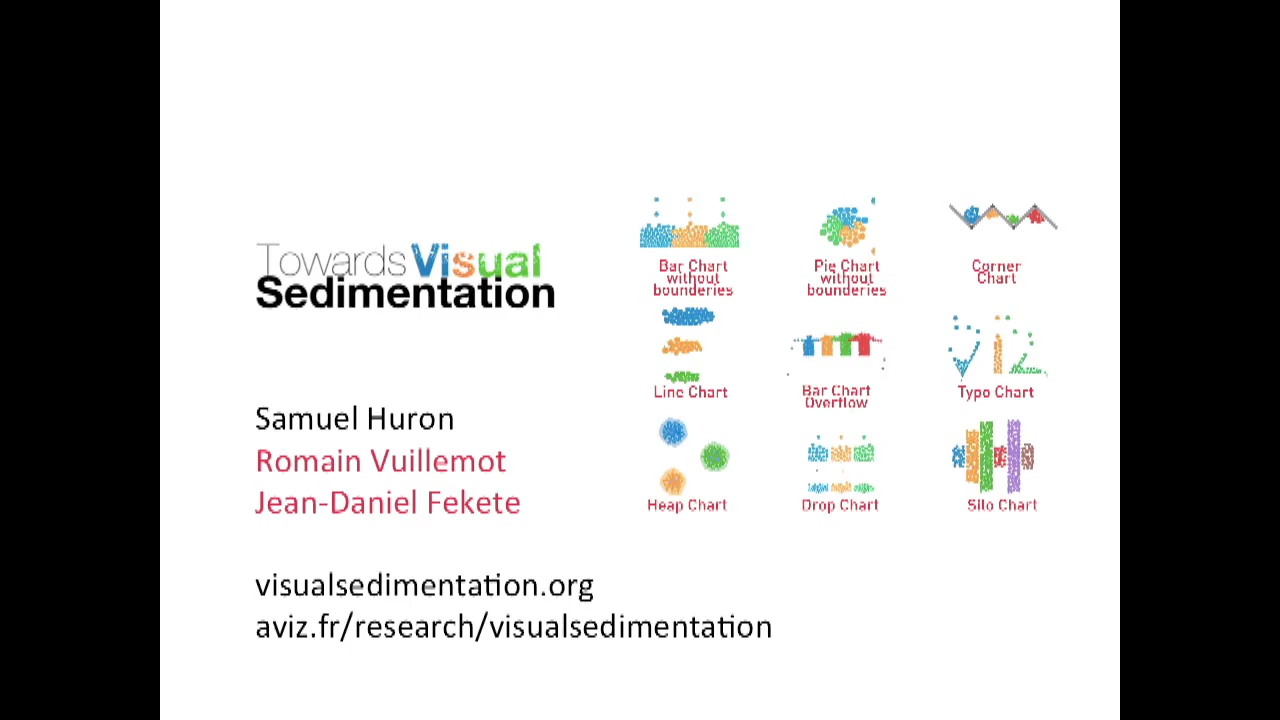 Towards Visual
Sedimentation
Samuel Huron
Romain Vuillemot
Jean-Daniel Fekete
visualsedimentation.org
aviz.fr/research/visualsedimentation
Bar Chart
without
bounderies
Pie Chart
without
bounderies
Corner
Chart
Line Chart
Bar Chart
Overflow
Viz
Typo Chart
Heap Chart
Drop Chart
Silo Chart